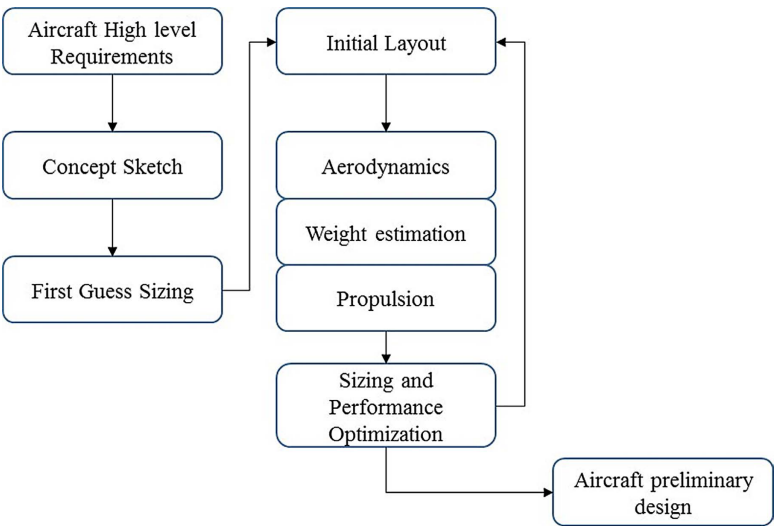 Aircraft High level
Requirements
Concept Sketch
First Guess Sizing
Initial Layout
Aerodynamics
Weight estimation
Propulsion
Sizing and
Performance
Optimization
Aircraft preliminary
design